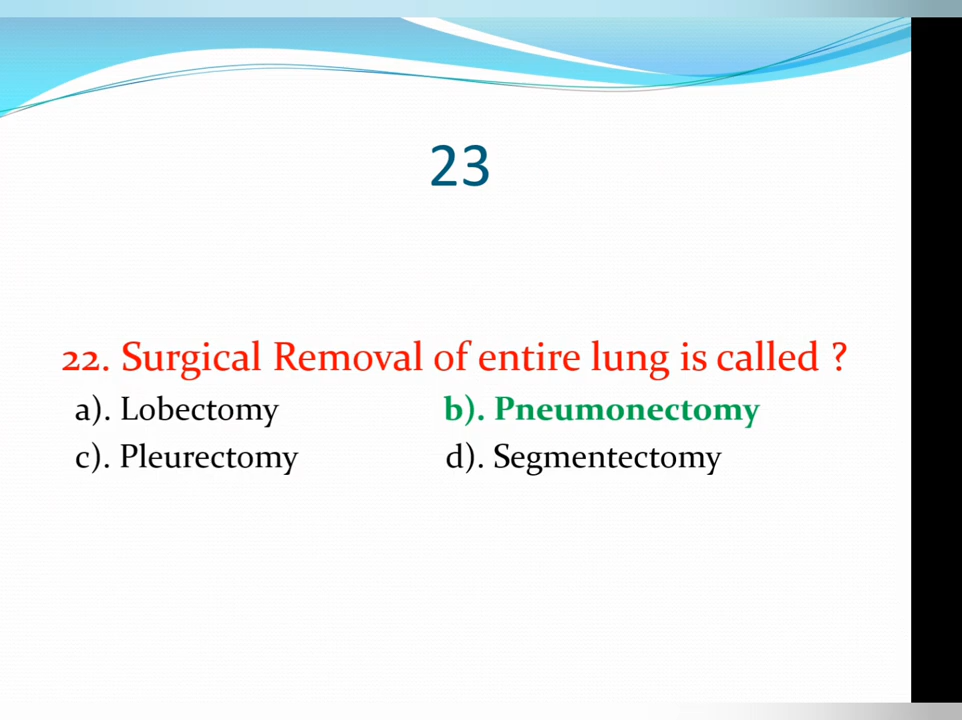 23
22. Surgical Removal of entire lung is called ?
a). Lobectomy b). Pneumonectomy
c). Pleurectomy d). Segmentectomy